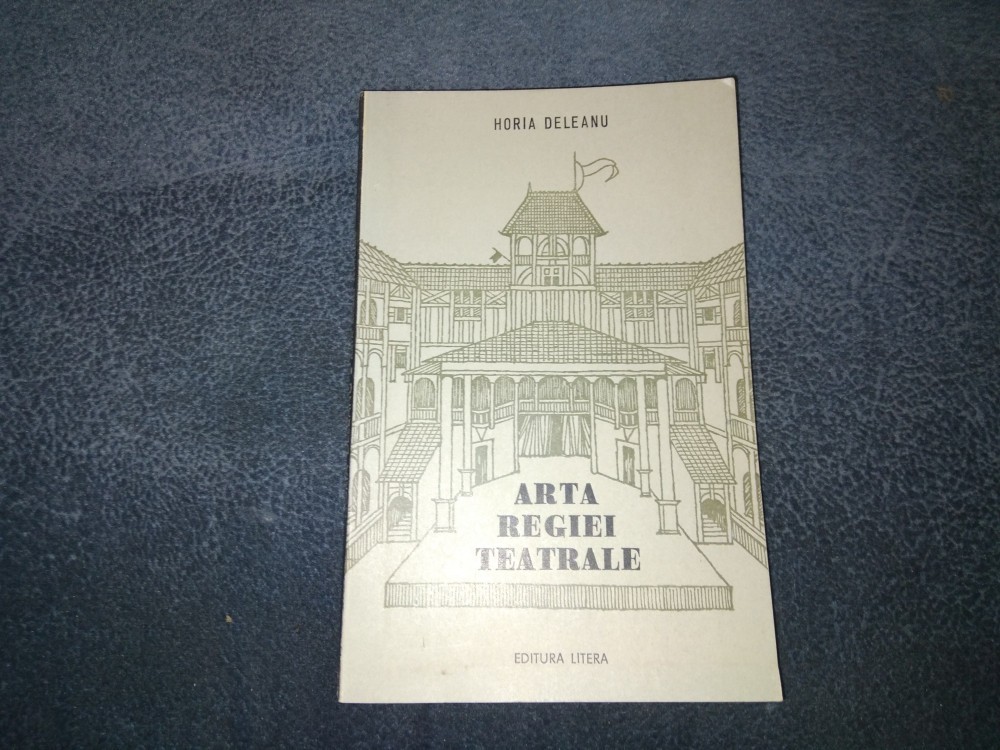 HORIA DELEANU
ARTA
REGIEI
TEATRALE
EDITURA LITERA